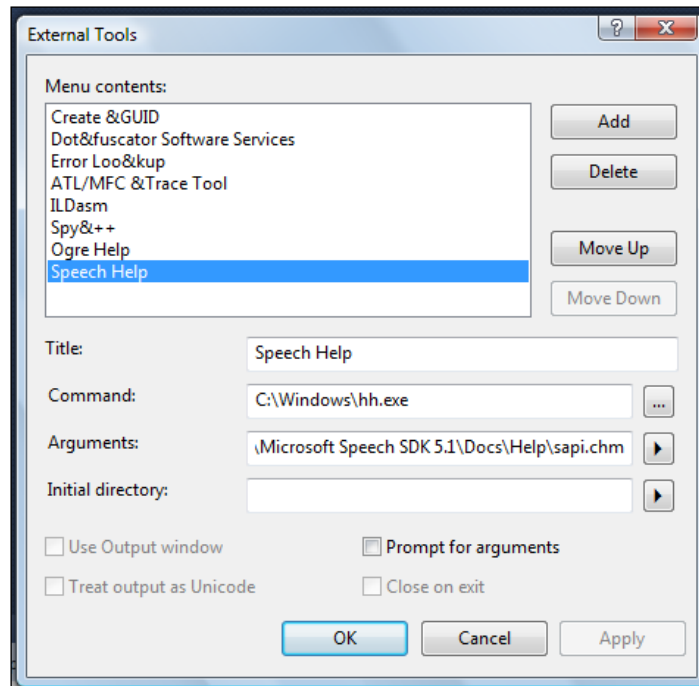 External Tools
Menu contents:
Create &GUID
Dot&fuscator Software Services
Error Loo&kup
ATL/MFC &Trace Tool
ILDasm
Spy&++
Ogre Help
Speech Help
Add
Delete
Move Up
Move Down
Title:
Speech Help
Command:
C:\Windows\hh.exe
...
Arguments:
\Microsoft Speech SDK 5.1\Docs\Help\sapi.chm
Initial directory:
Use Output window
Prompt for arguments
Treat output as Unicode
Close on exit
OK
Cancel
Apply